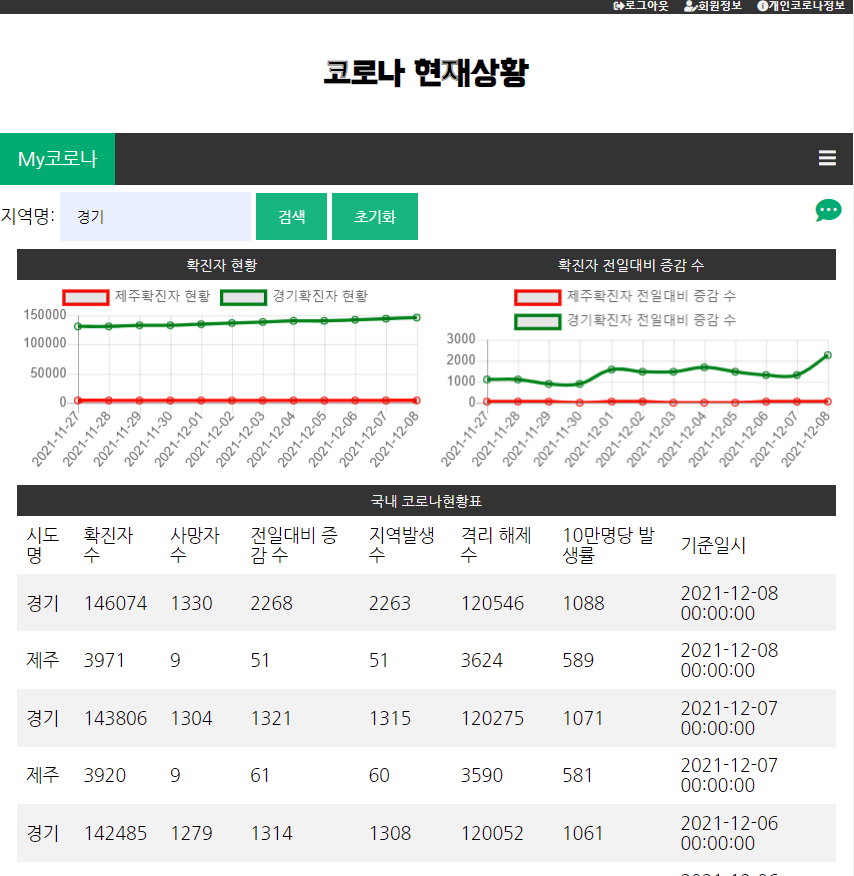 로그아웃 회원정보 개인코로나정보
코로나 현재상황
My코로나
지역명: 경기 검색 초기화
확진자 현황
제주확진자 현황 경기확진자 현황
150000
100000
50000
0
2021-11-27 2021-11-28 2021-11-29 2021-11-30 2021-12-01 2021-12-02 2021-12-03 2021-12-04 2021-12-05 2021-12-06 2021-12-07 2021-12-08
확진자 전일대비 증감 수
제주확진자 전일대비 증감 수
경기확진자 전일대비 증감 수
3000
2000
1000
0
2021-11-27 2021-11-28 2021-11-29 2021-11-30 2021-12-01 2021-12-02 2021-12-03 2021-12-04 2021-12-05 2021-12-06 2021-12-07 2021-12-08
국내 코로나현황표
시도명 확진자 수 사망자 수 전일대비 증감 수 지역발생 수 격리 해제 수 10만명당 발생률 기준일시
경기 146074 1330 2268 2263 120546 1088 2021-12-08 00:00:00
제주 3971 9 51 51 3624 589 2021-12-08 00:00:00
경기 143806 1304 1321 1315 120275 1071 2021-12-07 00:00:00
제주 3920 9 61 60 3590 581 2021-12-07 00:00:00
경기 142485 1279 1314 1308 120052 1061 2021-12-06 00:00:00